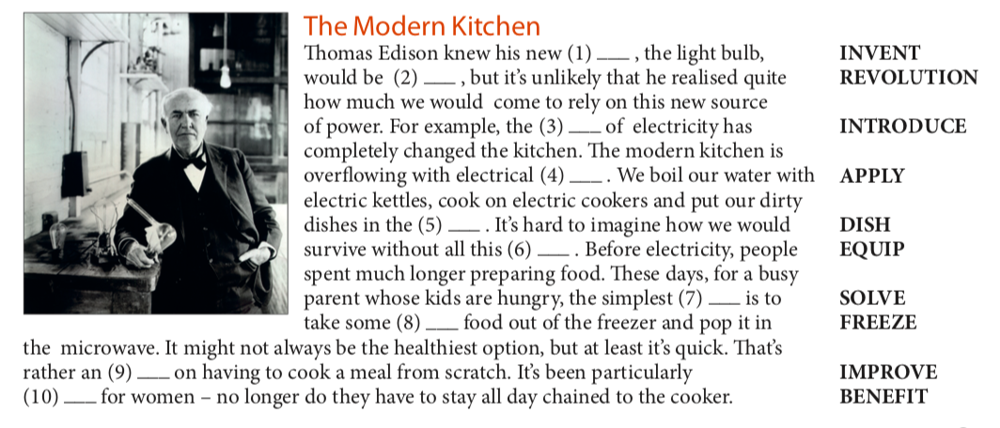 The Modern Kitchen
Thomas Edison knew his new (1) ___ , the light bulb, INVENT
would be (2) ___ , but it's unlikely that he realised quite REVOLUTION
how much we would come to rely on this new source
of power. For example, the (3) ___ of electricity has INTRODUCE
completely changed the kitchen. The modern kitchen is
overflowing with electrical (4) ___ . We boil our water with APPLY
electric kettles, cook on electric cookers and put our dirty
dishes in the (5) ___ . It's hard to imagine how we would DISH
survive without all this (6) ___ . Before electricity, people EQUIP
spent much longer preparing food. These days, for a busy
parent whose kids are hungry, the simplest (7) ___ is to SOLVE
take some (8) ___ food out of the freezer and pop it in FREEZE
the microwave. It might not always be the healthiest option, but at least it's quick. That's
rather an (9) ___ on having to cook a meal from scratch. It's been particularly IMPROVE
(10) ___ for women – no longer do they have to stay all day chained to the cooker. BENEFIT